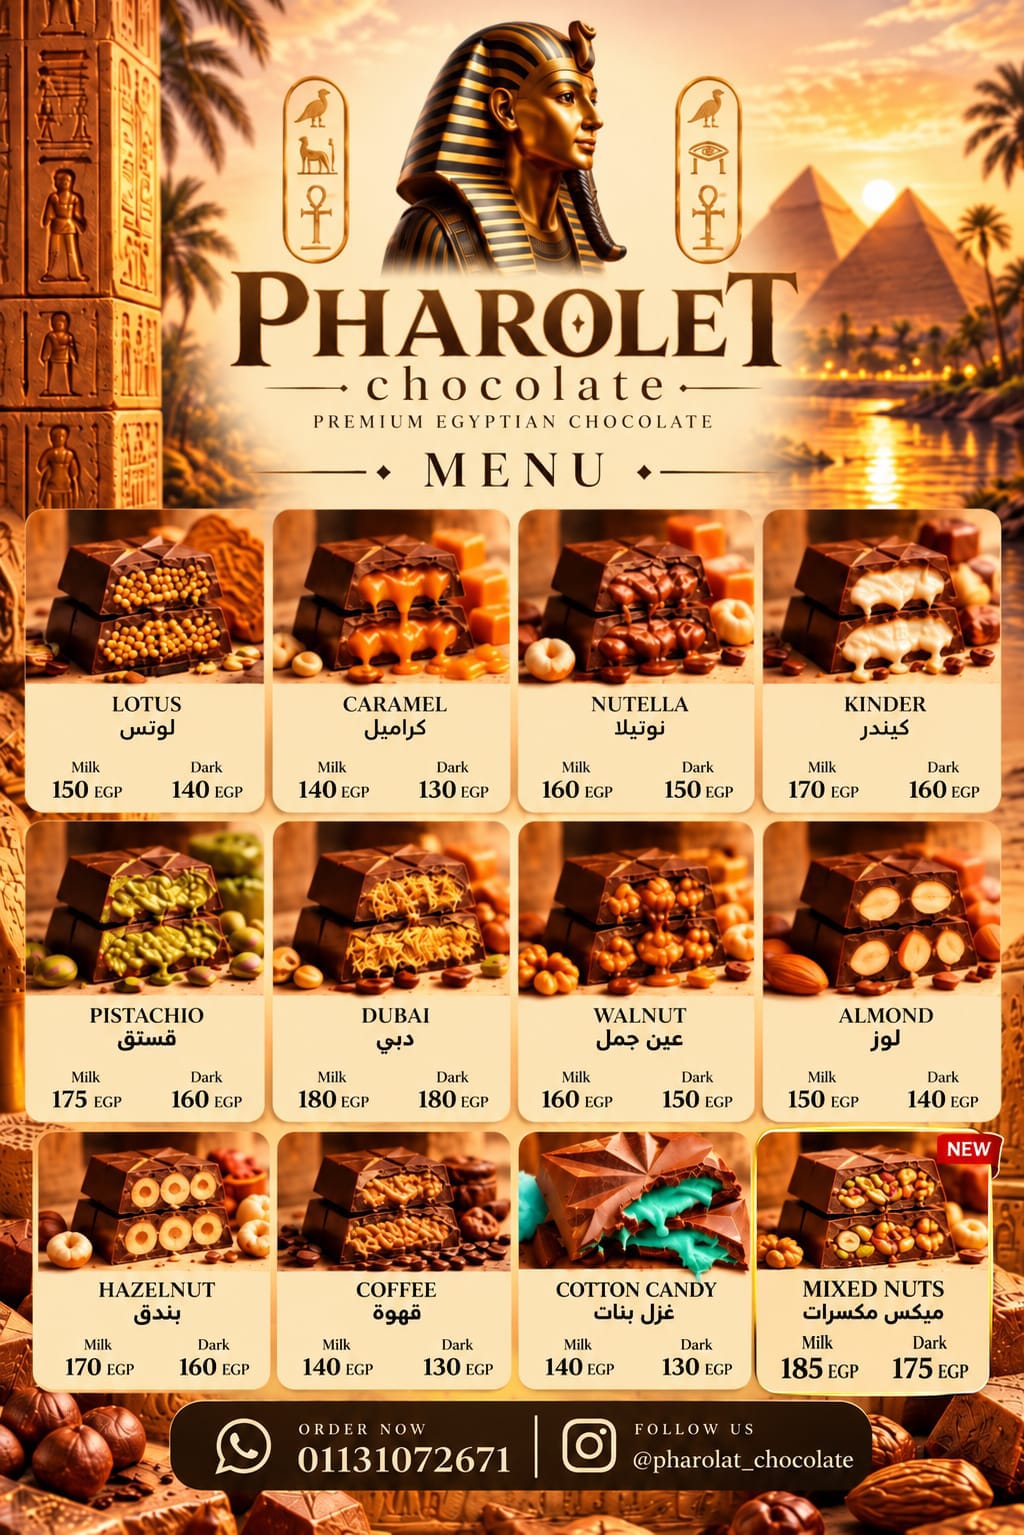 PHAROLET
chocolate
PREMIUM EGYPTIAN CHOCOLATE
MENU
LOTUS
لوتس
Milk Dark
150 EGP 140 EGP
CARAMEL
كراميل
Milk Dark
140 EGP 130 EGP
NUTELLA
نوتيلا
Milk Dark
160 EGP 150 EGP
KINDER
كيندر
Milk Dark
170 EGP 160 EGP
PISTACHIO
قستق
Milk Dark
175 EGP 160 EGP
DUBAI
دبي
Milk Dark
180 EGP 180 EGP
WALNUT
عين جمل
Milk Dark
160 EGP 150 EGP
ALMOND
لوز
Milk Dark
150 EGP 140 EGP
HAZELNUT
بندق
Milk Dark
170 EGP 160 EGP
COFFEE
قهوة
Milk Dark
140 EGP 130 EGP
COTTON CANDY
غزل بنات
Milk Dark
140 EGP 130 EGP
NEW
MIXED NUTS
ميكس مكسرات
Milk Dark
185 EGP 175 EGP
ORDER NOW
01131072671
FOLLOW US
@pharolat_chocolate